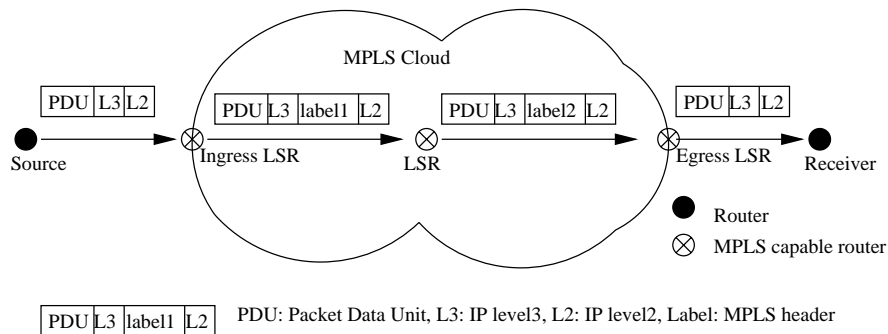 MPLS Cloud
PDU L3 L2
PDU L3 label1 L2
PDU L3 label2 L2
PDU L3 L2
Source
Ingress LSR
LSR
Egress LSR
Receiver
Router
MPLS capable router
PDU L3 label1 L2
PDU: Packet Data Unit, L3: IP level3, L2: IP level2, Label: MPLS header